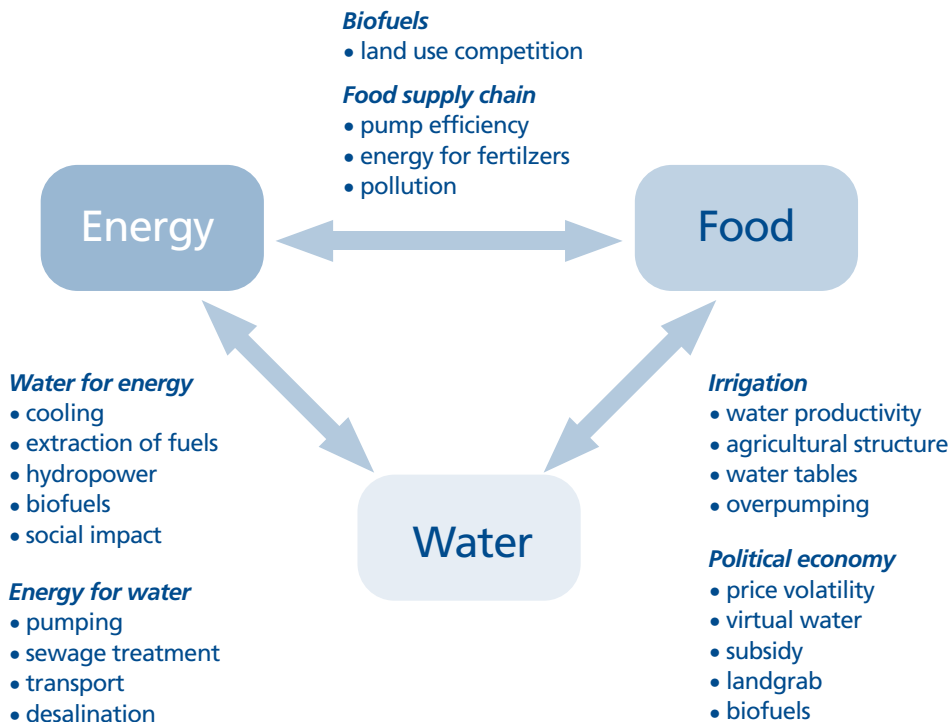 Biofuels
• land use competition
Food supply chain
• pump efficiency
• energy for fertilzers
• pollution
Energy
Food
Water for energy
• cooling
• extraction of fuels
• hydropower
• biofuels
• social impact
Energy for water
• pumping
• sewage treatment
• transport
• desalination
Water
Irrigation
• water productivity
• agricultural structure
• water tables
• overpumping
Political economy
• price volatility
• virtual water
• subsidy
• landgrab
• biofuels